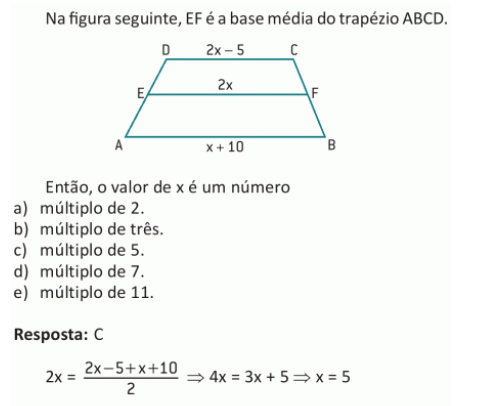 Na figura seguinte, EF é a base média do trapézio ABCD.
D 2x – 5 C
E 2x F
A x + 10 B
Então, o valor de x é um número
a) múltiplo de 2.
b) múltiplo de três.
c) múltiplo de 5.
d) múltiplo de 7.
e) múltiplo de 11.
Resposta: C
2x = (2x–5+x+10)/2 ⇒ 4x = 3x + 5 ⇒ x = 5